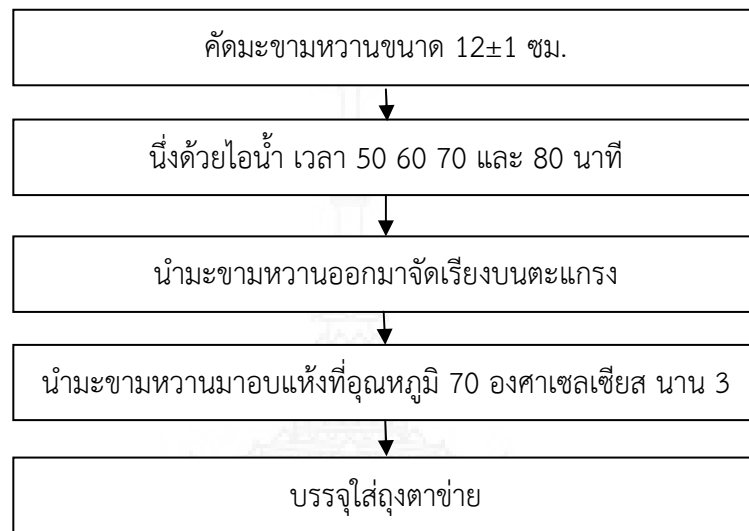 คัดมะขามหวานขนาด 12±1 ซม.
นึ่งด้วยไอน้ำ เวลา 50 60 70 และ 80 นาที
นำมะขามหวานออกมาจัดเรียงบนตะแกรง
นำมะขามหวานมาอบแห้งที่อุณหภูมิ 70 องศาเซลเซียส นาน 3
บรรจุใส่ถุงตาข่าย